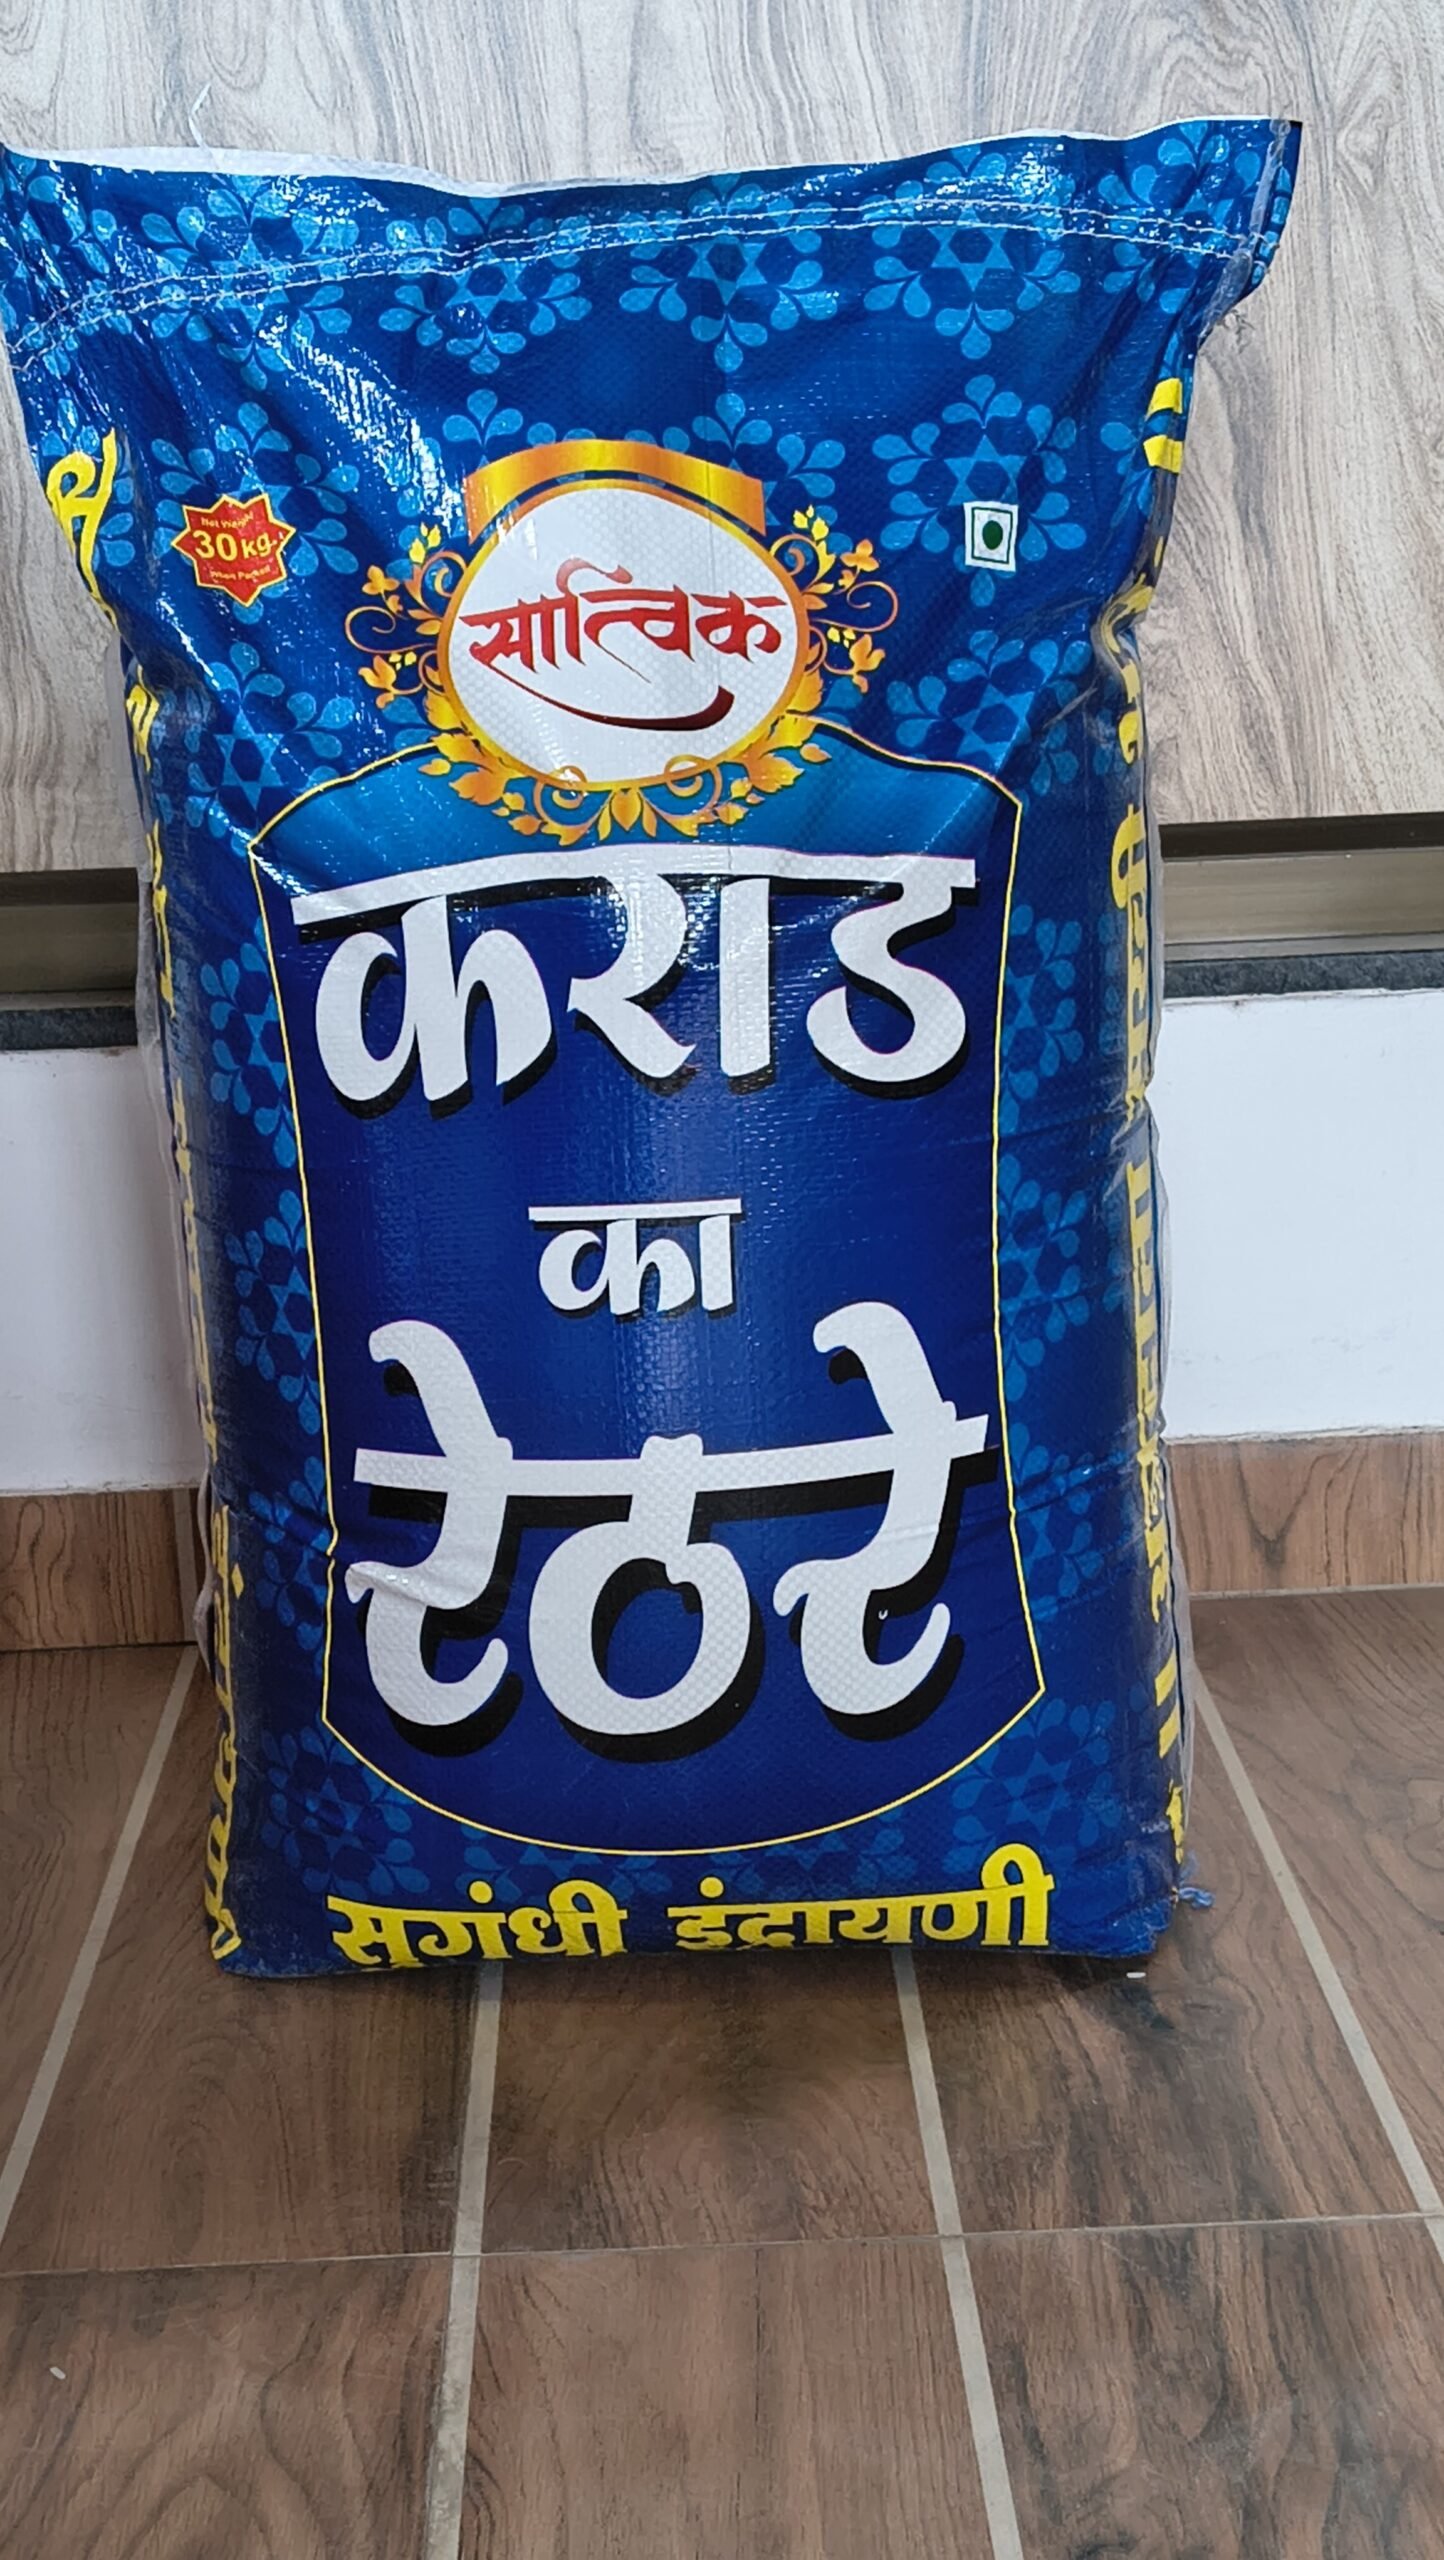 Net Weight
30 kg.
When Packed
सात्विक
कराड
का
रेठरे
सुगंधी इंद्रायणी